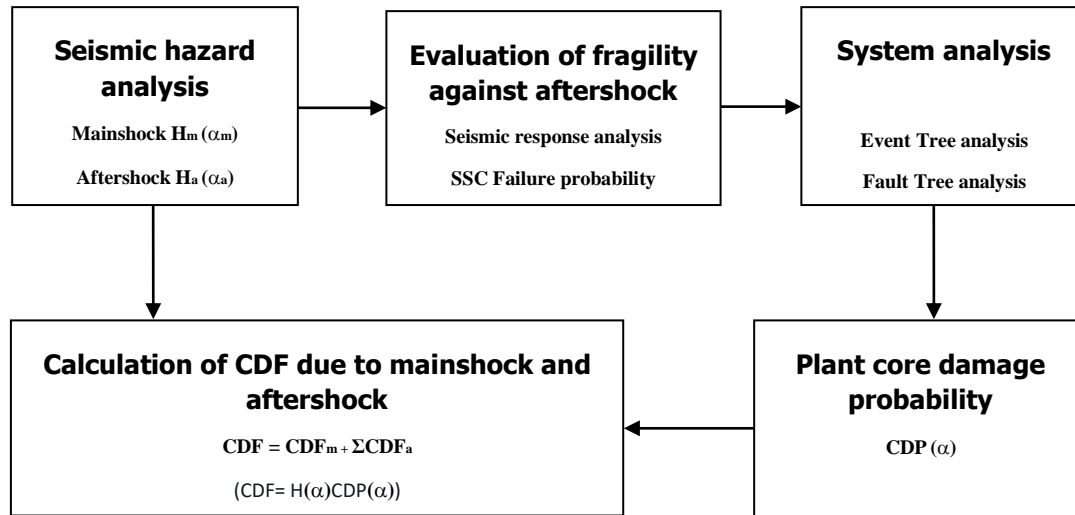 Seismic hazard
analysis
Mainshock Hm (αm)
Aftershock Ha (αa)
Evaluation of fragility
against aftershock
Seismic response analysis
SSC Failure probability
System analysis
Event Tree analysis
Fault Tree analysis
Calculation of CDF due to mainshock and
aftershock
CDF = CDFm + ΣCDFa
(CDF= H(α)CDP(α))
Plant core damage
probability
CDP (α)